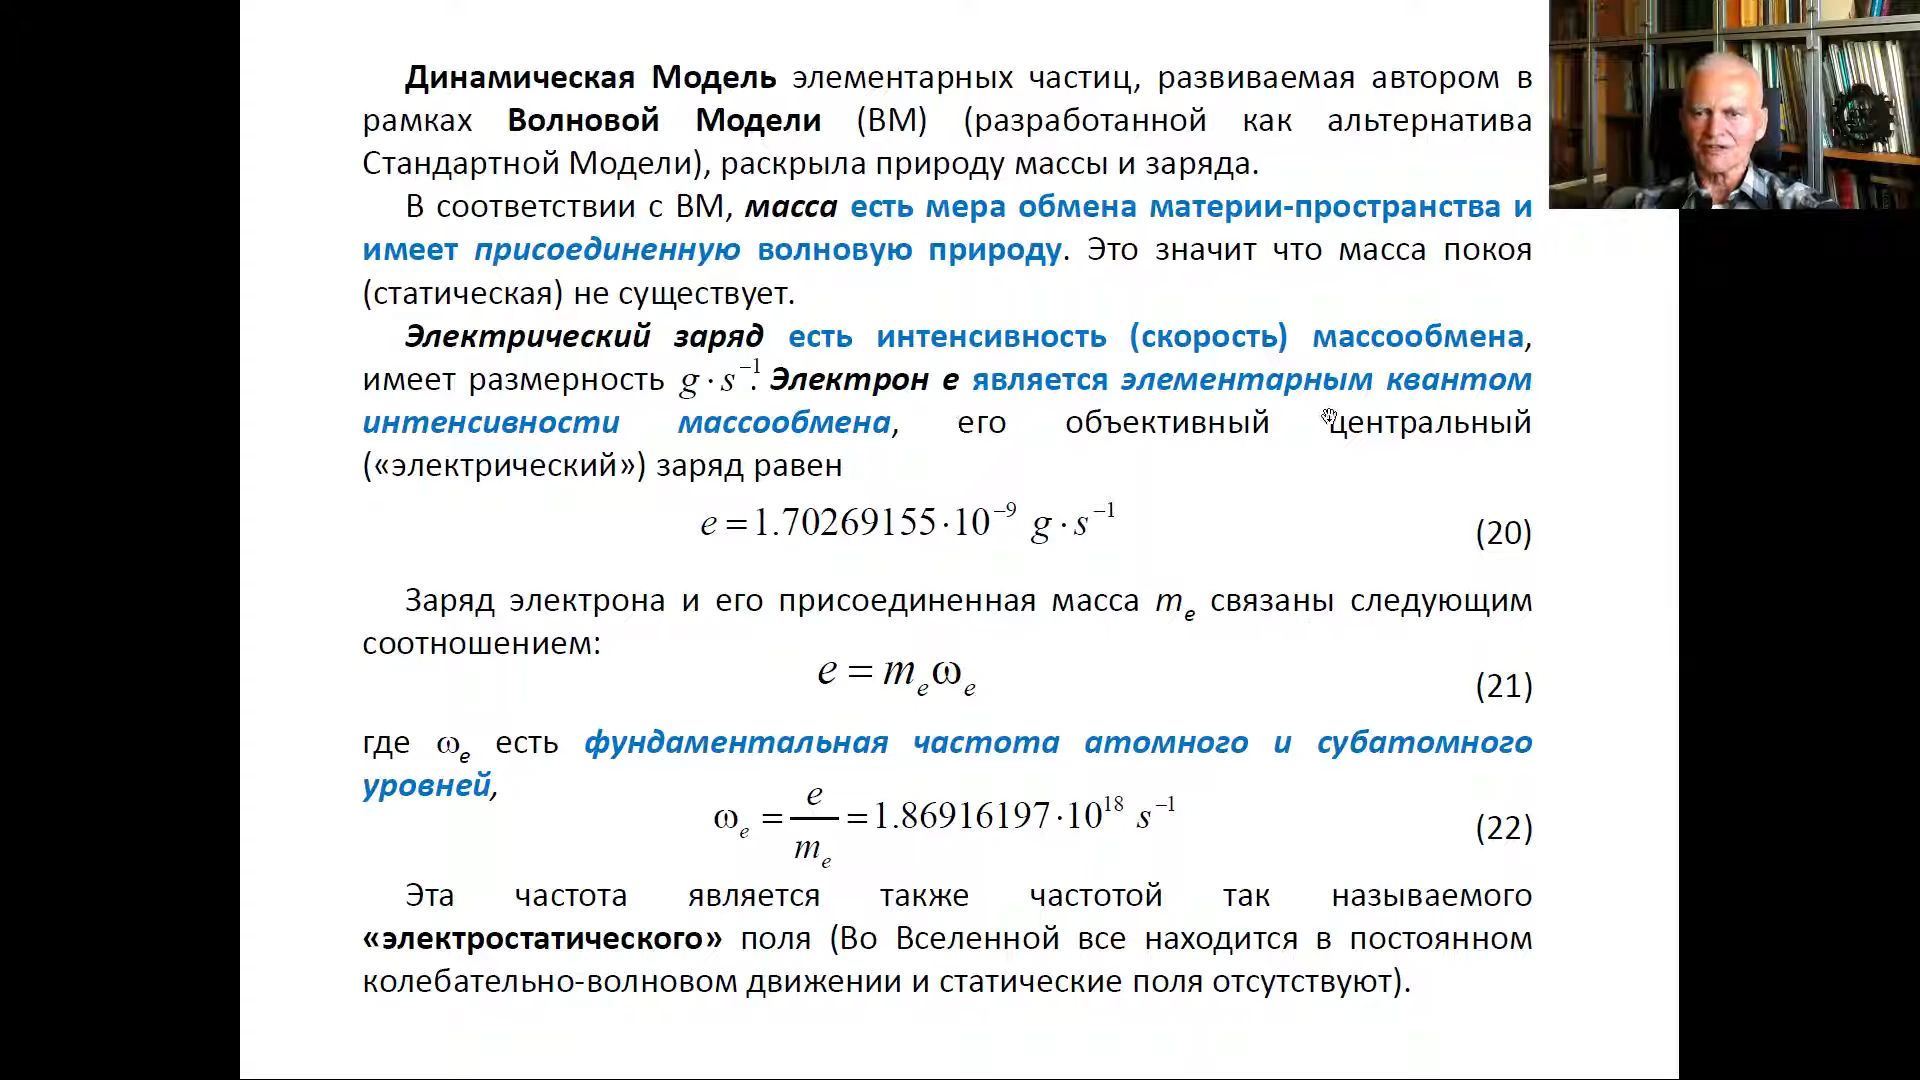 Динамическая Модель элементарных частиц, развиваемая автором в
рамках Волновой Модели (ВМ) (разработанной как альтернатива
Стандартной Модели), раскрыла природу массы и заряда.
В соответствии с ВМ, масса есть мера обмена материи-пространства и
имеет присоединенную волновую природу. Это значит что масса покоя
(статическая) не существует.
Электрический заряд есть интенсивность (скорость) массообмена,
имеет размерность g · s⁻¹. Электрон e является элементарным квантом
интенсивности массообмена, его объективный центральный
(«электрический») заряд равен
e = 1.70269155·10⁻⁹ g · s⁻¹ (20)
Заряд электрона и его присоединенная масса mₑ связаны следующим
соотношением:
e = mₑωₑ (21)
где ωₑ есть фундаментальная частота атомного и субатомного
уровней,
ωₑ = e/mₑ = 1.86916197·10¹⁸ s⁻¹ (22)
Эта частота является также частотой так называемого
«электростатического» поля (Во Вселенной все находится в постоянном
колебательно-волновом движении и статические поля отсутствуют).